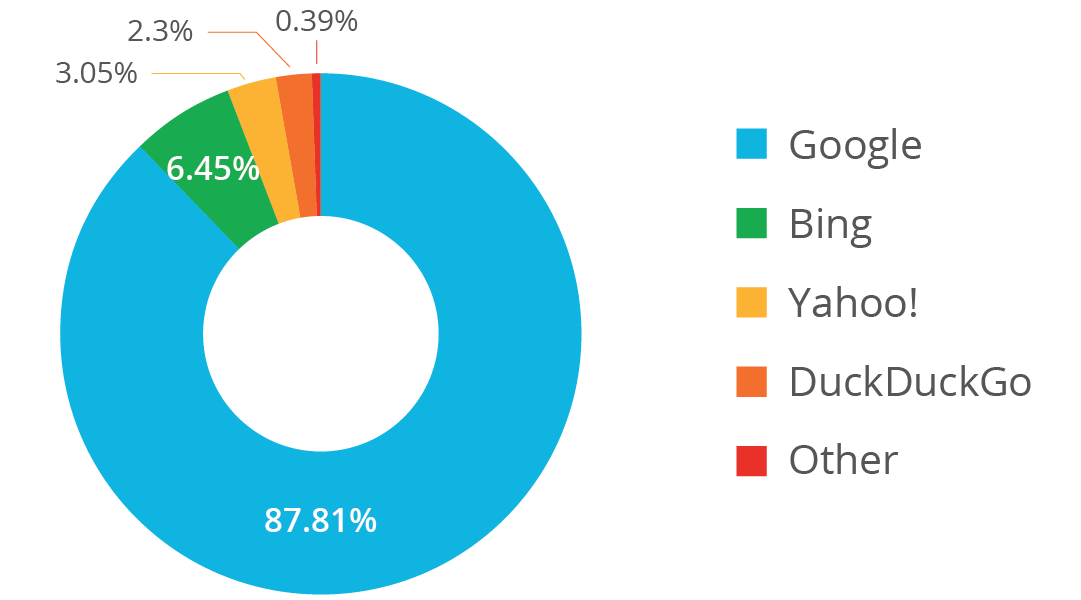 0.39%
2.3%
3.05%
6.45%
87.81%
Google
Bing
Yahoo!
DuckDuckGo
Other